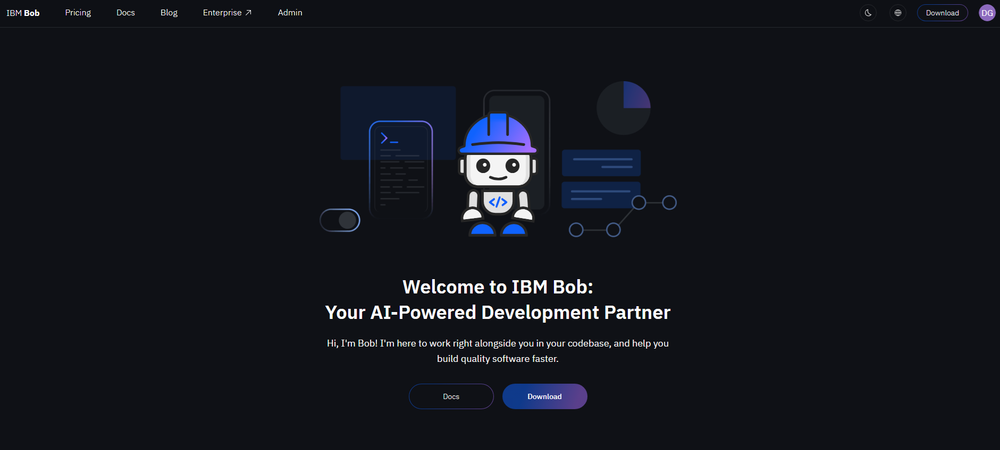 IBM Bob
Pricing
Docs
Blog
Enterprise ↗
Admin
Download
DG
>_
</>
Welcome to IBM Bob:
Your AI-Powered Development Partner
Hi, I'm Bob! I'm here to work right alongside you in your codebase, and help you
build quality software faster.
Docs
Download